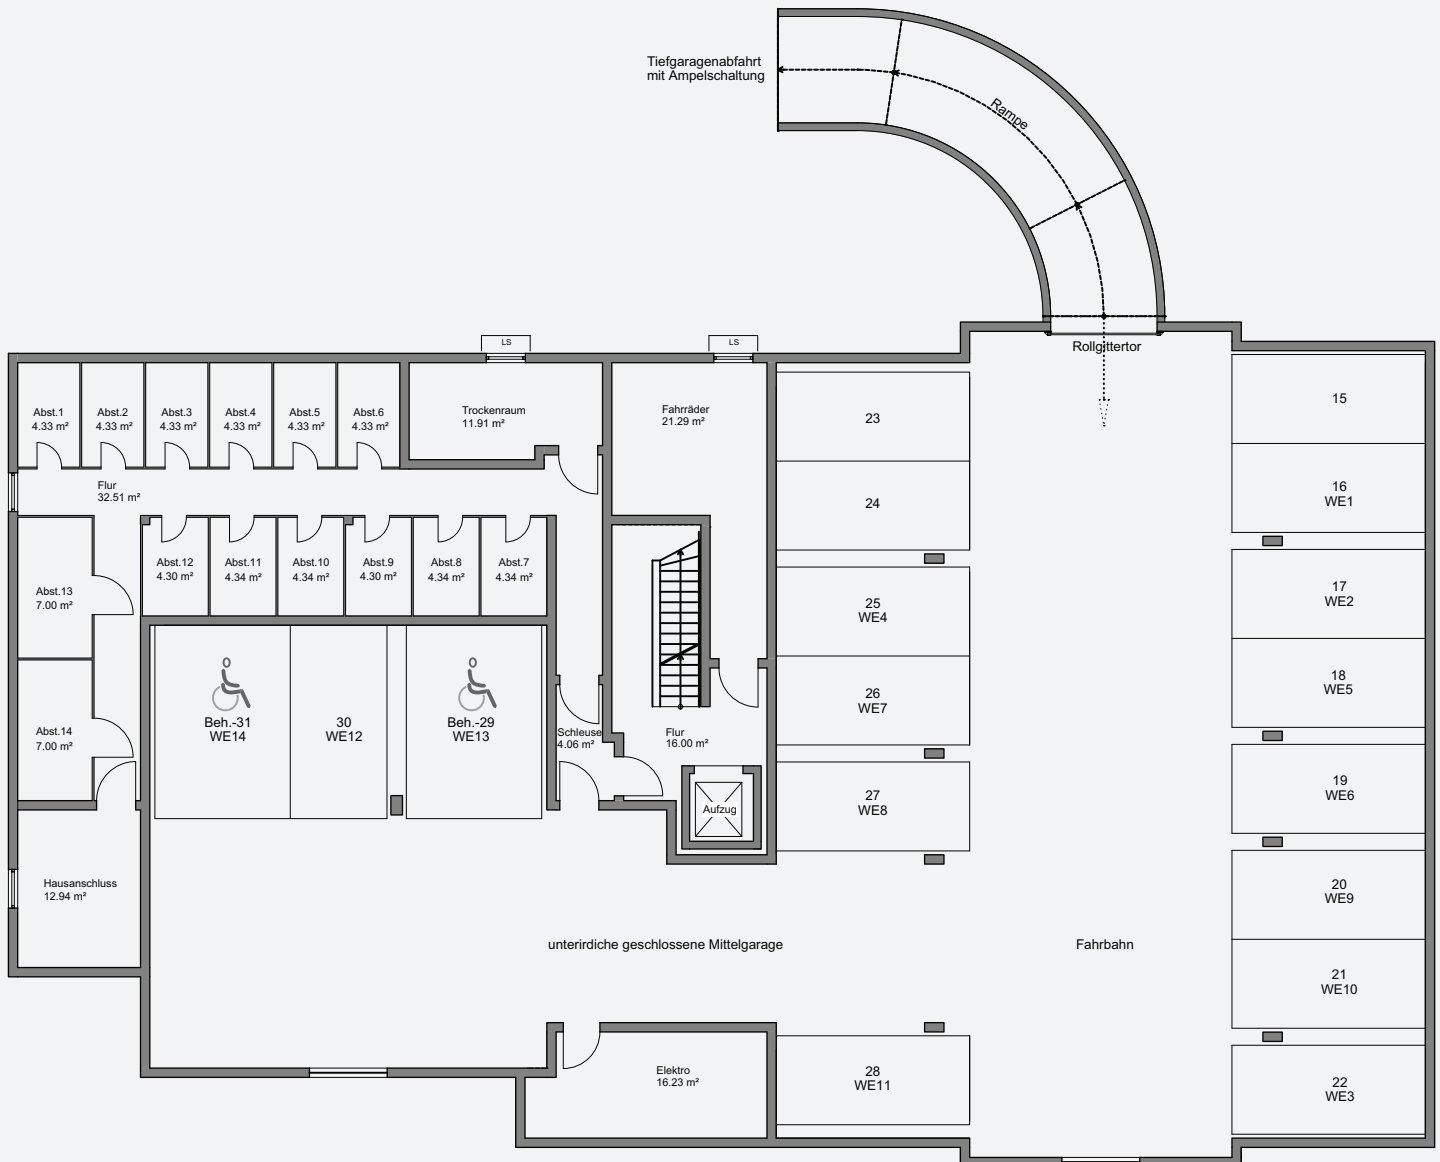 Tiefgaragenabfahrt
mit Ampelschaltung
Rampe
Rollgittertor
LS
LS
Abst.1
4.33 m²
Abst.2
4.33 m²
Abst.3
4.33 m²
Abst.4
4.33 m²
Abst.5
4.33 m²
Abst.6
4.33 m²
Trockenraum
11.91 m²
Fahrräder
21.29 m²
Flur
32.51 m²
Abst.13
7.00 m²
Abst.12
4.30 m²
Abst.11
4.34 m²
Abst.10
4.34 m²
Abst.9
4.30 m²
Abst.8
4.34 m²
Abst.7
4.34 m²
Abst.14
7.00 m²
Beh.-31
WE14
30
WE12
Beh.-29
WE13
Schleuse
4.06 m²
Flur
16.00 m²
Aufzug
Hausanschluss
12.94 m²
unterirdiche geschlossene Mittelgarage
Fahrbahn
Elektro
16.23 m²
23
24
25
WE4
26
WE7
27
WE8
28
WE11
15
16
WE1
17
WE2
18
WE5
19
WE6
20
WE9
21
WE10
22
WE3